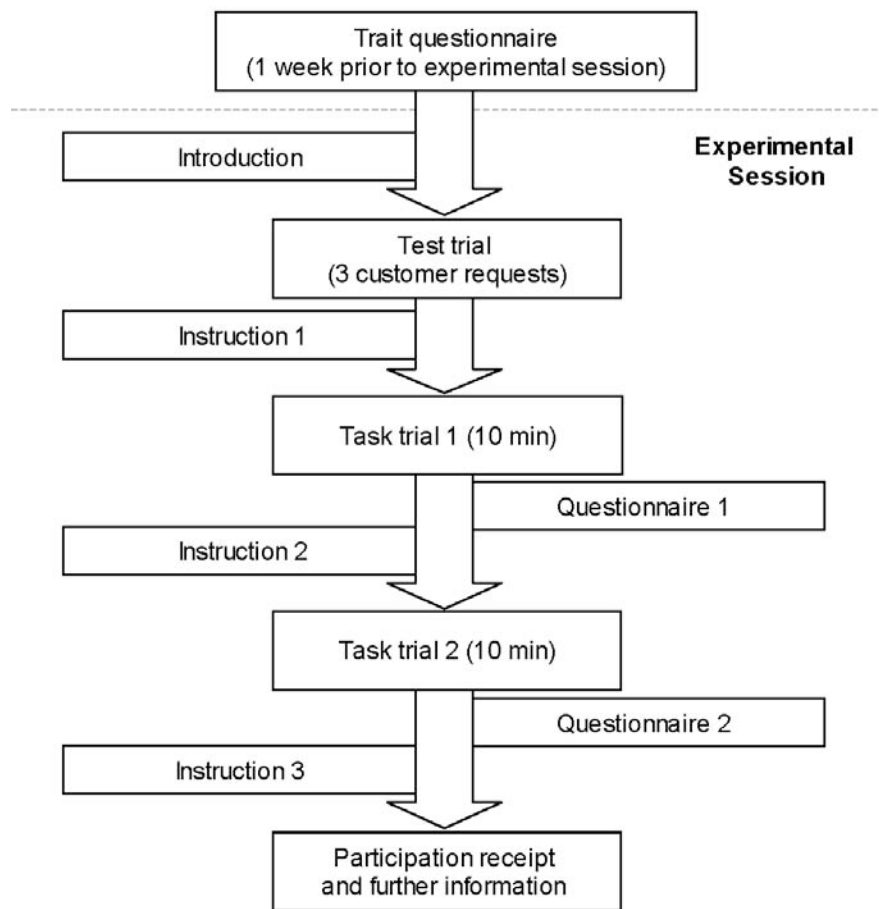 Trait questionnaire
(1 week prior to experimental session)
Introduction
Experimental
Session
Test trial
(3 customer requests)
Instruction 1
Task trial 1 (10 min)
Questionnaire 1
Instruction 2
Task trial 2 (10 min)
Questionnaire 2
Instruction 3
Participation receipt
and further information